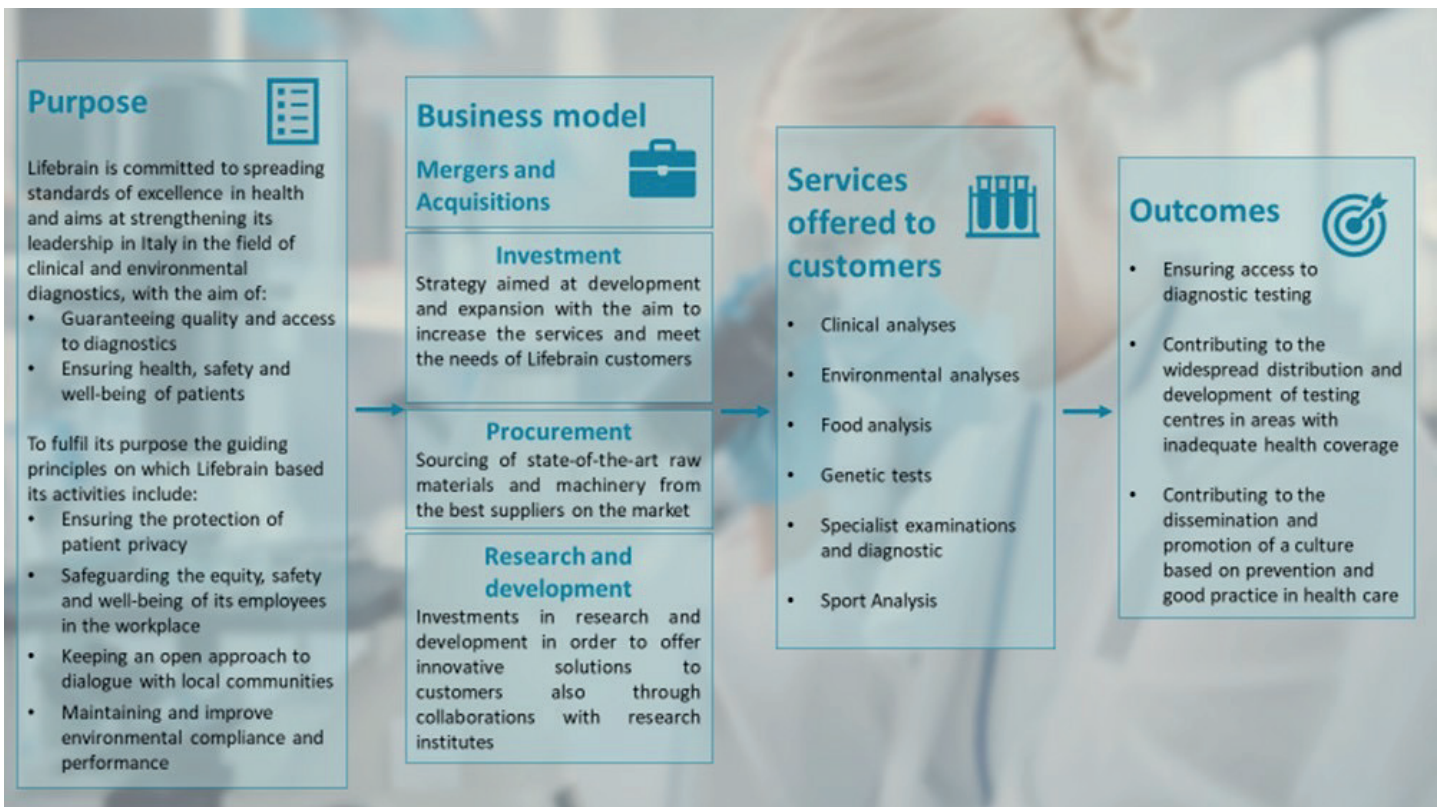 Purpose
Lifebrain is committed to spreading
standards of excellence in health
and aims at strengthening its
leadership in Italy in the field of
clinical and environmental
diagnostics, with the aim of:
• Guaranteeing quality and access
to diagnostics
• Ensuring health, safety and
well-being of patients
To fulfil its purpose the guiding
principles on which Lifebrain based
its activities include:
• Ensuring the protection of
patient privacy
• Safeguarding the equity, safety
and well-being of its employees
in the workplace
• Keeping an open approach to
dialogue with local communities
• Maintaining and improve
environmental compliance and
performance
Business model
Mergers and
Acquisitions
Investment
Strategy aimed at development
and expansion with the aim to
increase the services and meet
the needs of Lifebrain customers
Procurement
Sourcing of state-of-the-art raw
materials and machinery from
the best suppliers on the market
Research and
development
Investments in research and
development in order to offer
innovative solutions to
customers also through
collaborations with research
institutes
Services
offered to
customers
• Clinical analyses
• Environmental analyses
• Food analysis
• Genetic tests
• Specialist examinations
and diagnostic
• Sport Analysis
Outcomes
• Ensuring access to
diagnostic testing
• Contributing to the
widespread distribution and
development of testing
centres in areas with
inadequate health coverage
• Contributing to the
dissemination and
promotion of a culture
based on prevention and
good practice in health care